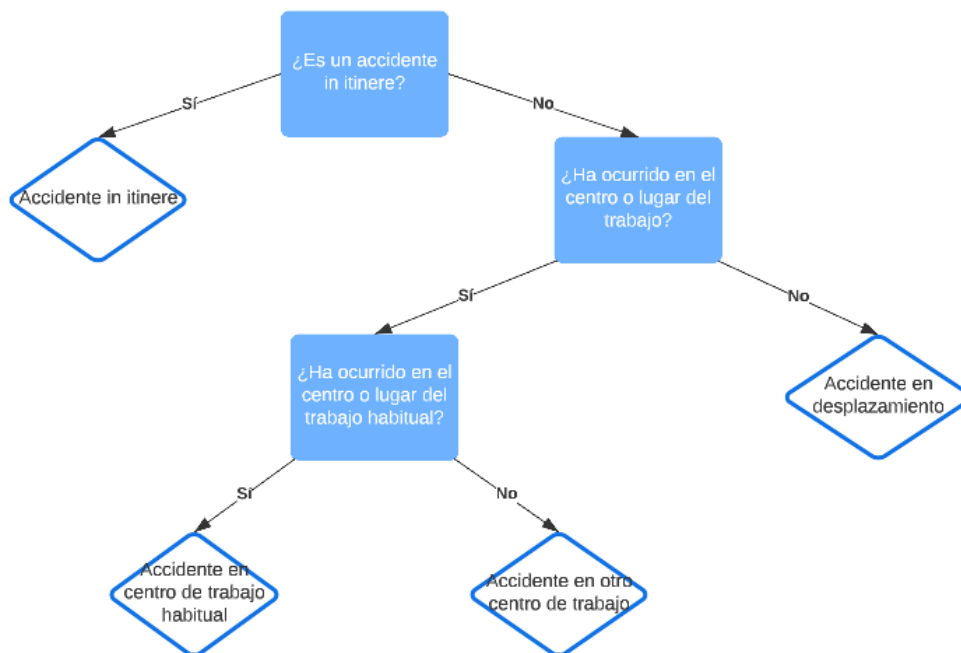 ¿Es un accidente
in itinere?
Sí
No
Accidente in itinere
¿Ha ocurrido en el
centro o lugar del
trabajo?
Sí
No
¿Ha ocurrido en el
centro o lugar del
trabajo habitual?
Accidente en
desplazamiento
Sí
No
Accidente en
centro de trabajo
habitual
Accidente en otro
centro de trabajo